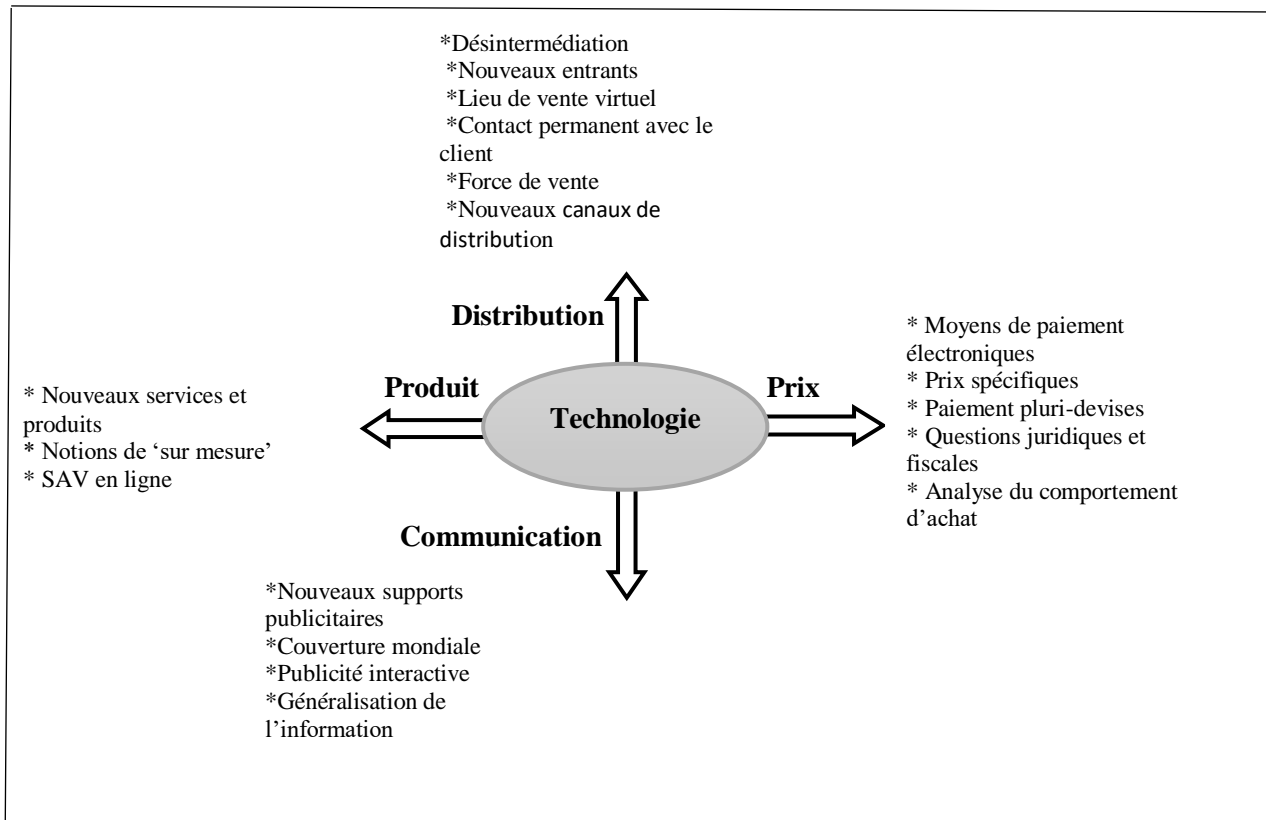 *Désintermédiation
*Nouveaux entrants
*Lieu de vente virtuel
*Contact permanent avec le
client
*Force de vente
*Nouveaux canaux de
distribution
Distribution
* Moyens de paiement
électroniques
* Prix spécifiques
* Paiement pluri-devises
* Questions juridiques et
fiscales
* Analyse du comportement
d’achat
Produit
Prix
* Nouveaux services et
produits
* Notions de ‘sur mesure’
* SAV en ligne
Technologie
Communication
*Nouveaux supports
publicitaires
*Couverture mondiale
*Publicité interactive
*Généralisation de
l’information